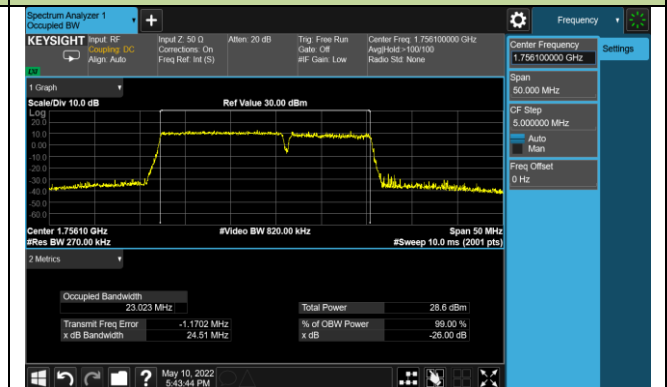 Spectrum Analyzer 1
Occupied BW
+
Frequency
KEYSIGHT
Input: RF
Coupling: DC
Align: Auto
Input Z: 50 Ω
Corrections: On
Freq Ref: Int (S)
Atten: 20 dB
Trig: Free Run
Gate: Off
#IF Gain: Low
Center Freq: 1.756100000 GHz
Avg|Hold:>100/100
Radio Std: None
Center Frequency
1.756100000 GHz
Settings
Span
50.000 MHz
CF Step
5.000000 MHz
Auto
Man
Freq Offset
0 Hz
1 Graph
Scale/Div 10.0 dB
Ref Value 30.00 dBm
Log
20.0
10.0
0.00
-10.0
-20.0
-30.0
-40.0
-50.0
-60.0
Center 1.75610 GHz
#Video BW 820.00 kHz
Span 50 MHz
#Res BW 270.00 kHz
#Sweep 10.0 ms (2001 pts)
2 Metrics
Occupied Bandwidth
23.023 MHz
Total Power
28.6 dBm
Transmit Freq Error
-1.1702 MHz
% of OBW Power
99.00 %
x dB Bandwidth
24.51 MHz
x dB
-26.00 dB
?
May 10, 2022
5:43:44 PM